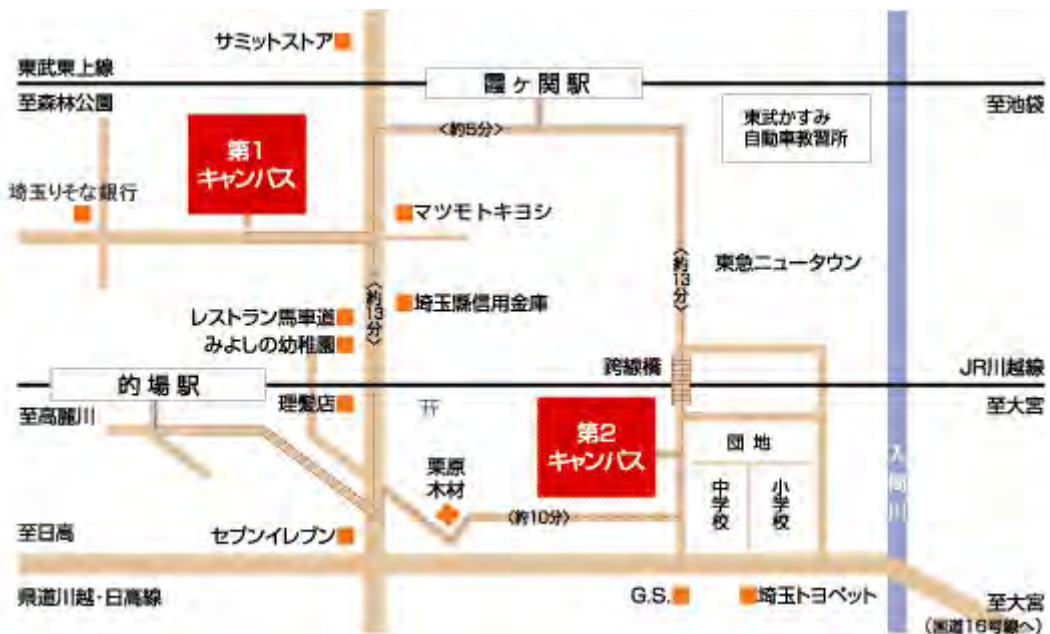 サミットストア
東武東上線
霞ヶ関駅
至森林公園
至池袋
<約5分>
東武かすみ
自動車教習所
第1
キャンパス
埼玉りそな銀行
マツモトキヨシ
<約13分>
東急ニュータウン
<約13分>
埼玉縣信用金庫
レストラン馬車道
みよしの幼稚園
跨線橋
JR川越線
的場駅
至高麗川
理髪店
至大宮
第2
キャンパス
団地
中学校
小学校
入間川
栗原
木材
<約10分>
至日高
セブンイレブン
県道川越・日高線
G.S.
埼玉トヨペット
至大宮
(国道16号線へ)